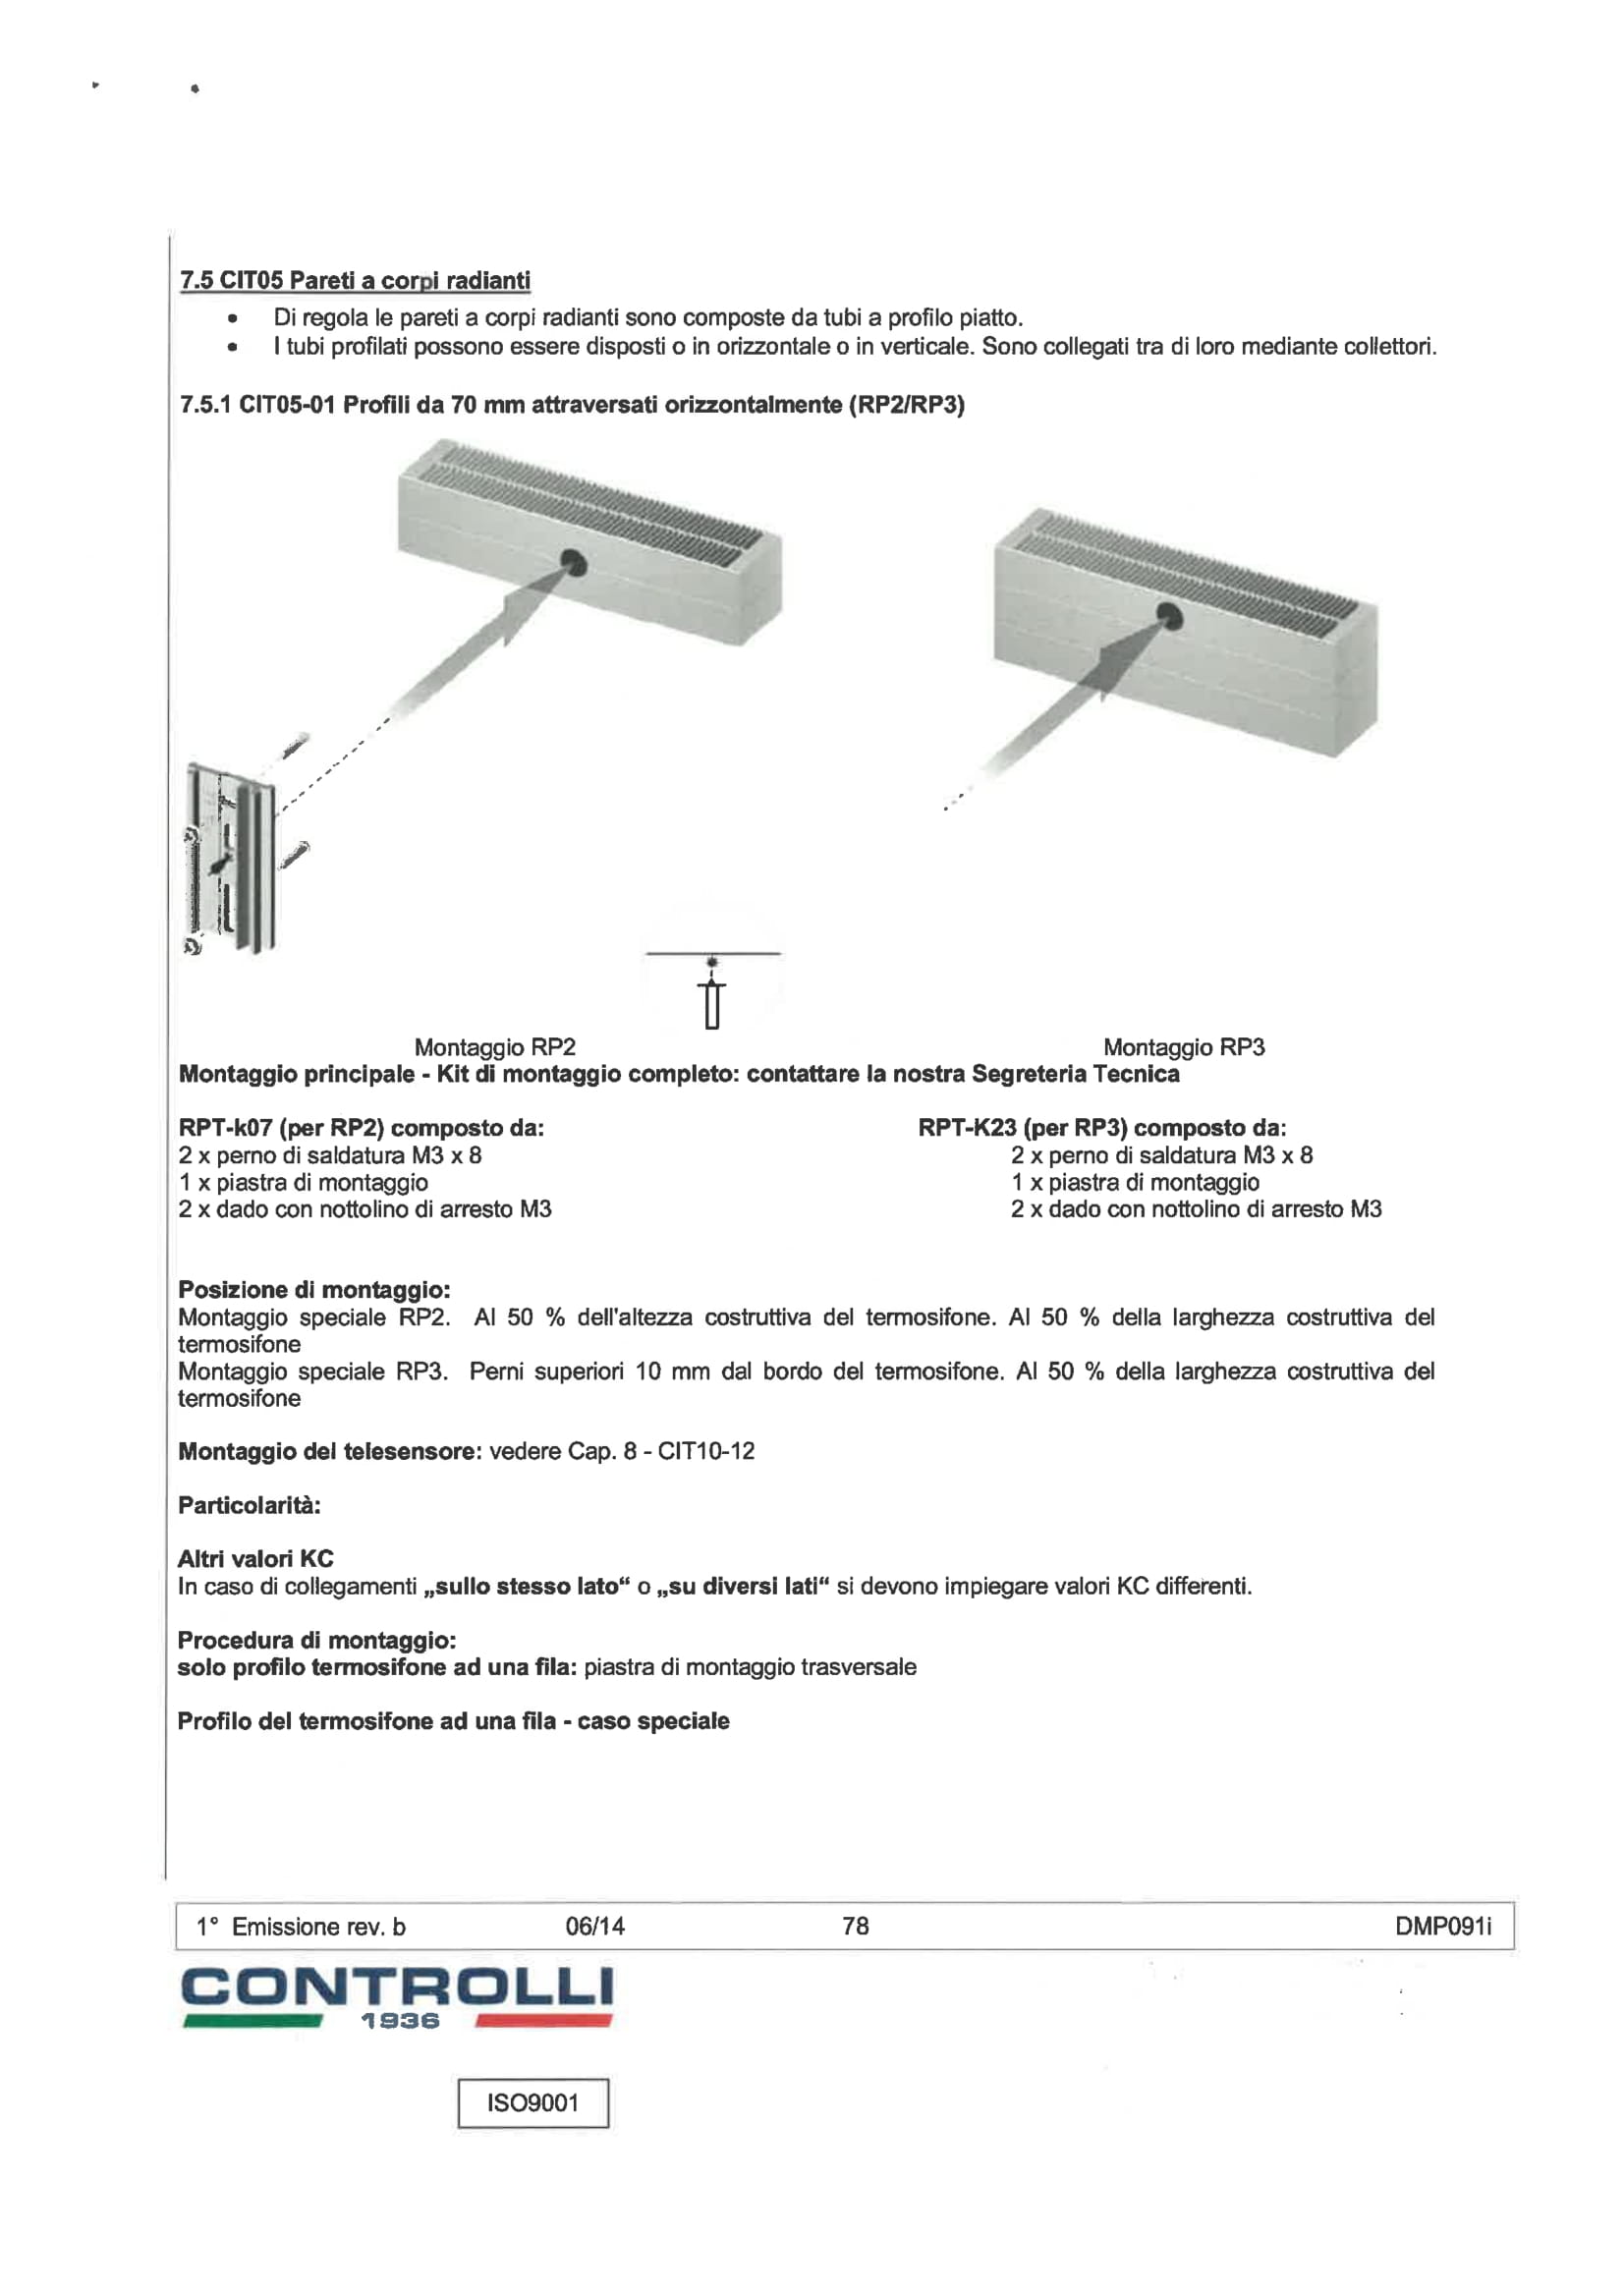 7.5 CIT05 Pareti a corpi radianti
• Di regola le pareti a corpi radianti sono composte da tubi a profilo piatto.
• I tubi profilati possono essere disposti o in orizzontale o in verticale. Sono collegati tra di loro mediante collettori.
7.5.1 CIT05-01 Profili da 70 mm attraversati orizzontalmente (RP2/RP3)
Montaggio RP2 Montaggio RP3
Montaggio principale - Kit di montaggio completo: contattare la nostra Segreteria Tecnica
RPT-k07 (per RP2) composto da: RPT-K23 (per RP3) composto da:
2 x perno di saldatura M3 x 8 2 x perno di saldatura M3 x 8
1 x piastra di montaggio 1 x piastra di montaggio
2 x dado con nottolino di arresto M3 2 x dado con nottolino di arresto M3
Posizione di montaggio:
Montaggio speciale RP2. Al 50 % dell'altezza costruttiva del termosifone. Al 50 % della larghezza costruttiva del
termosifone
Montaggio speciale RP3. Perni superiori 10 mm dal bordo del termosifone. Al 50 % della larghezza costruttiva del
termosifone
Montaggio del telesensore: vedere Cap. 8 - CIT10-12
Particolarità:
Altri valori KC
In caso di collegamenti „sullo stesso lato“ o „su diversi lati“ si devono impiegare valori KC differenti.
Procedura di montaggio:
solo profilo termosifone ad una fila: piastra di montaggio trasversale
Profilo del termosifone ad una fila - caso speciale
1° Emissione rev. b 06/14 78 DMP091i
CONTROLLI
1936
ISO9001